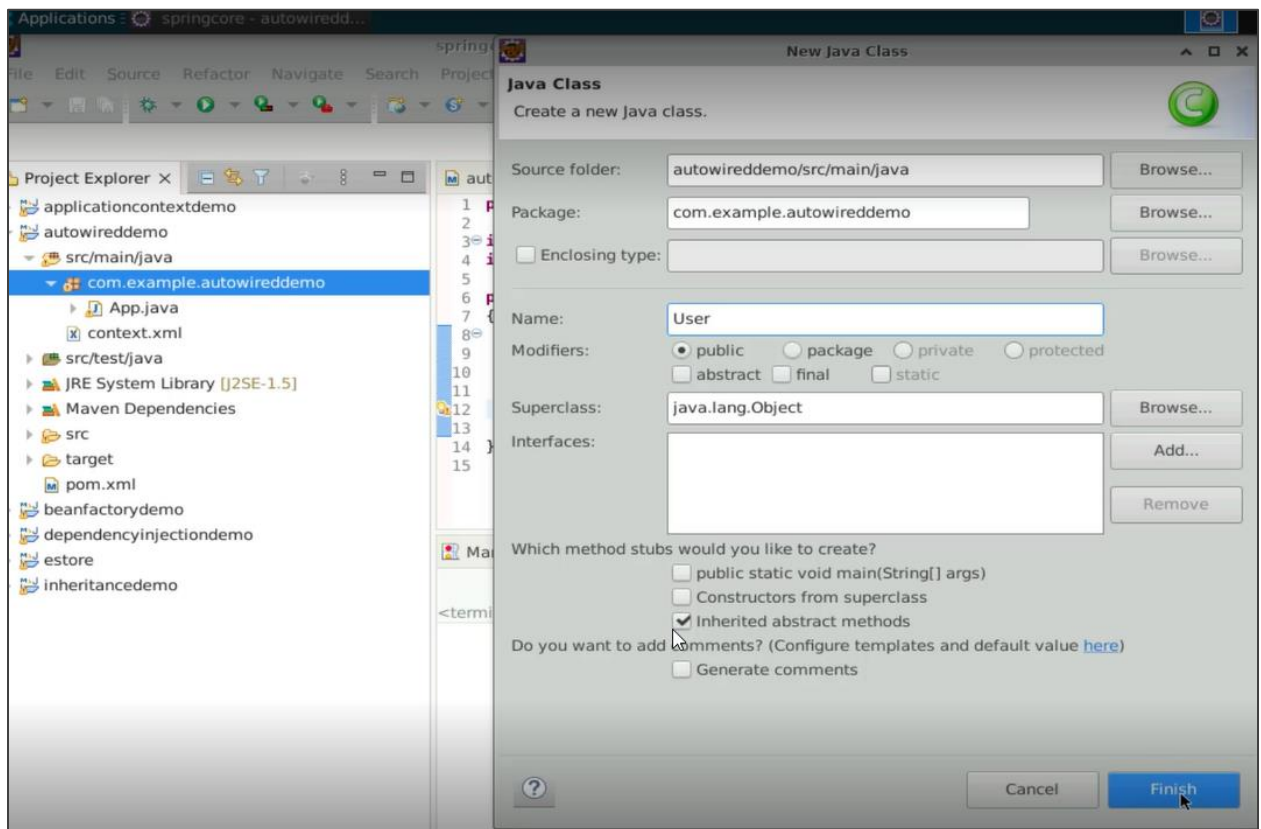 Applications : springcore - autowiredd...
File Edit Source Refactor Navigate Search Project
Project Explorer
applicationcontextdemo
autowireddemo
src/main/java
com.example.autowireddemo
App.java
context.xml
src/test/java
JRE System Library [J2SE-1.5]
Maven Dependencies
src
target
pom.xml
beanfactorydemo
dependencyinjectiondemo
estore
inheritancedemo
aut
1 p
2
3 i
4 i
5
6 p
7 {
8
9
10
11
12
13
14 }
15
Mar
<termi
New Java Class
Java Class
Create a new Java class.
Source folder: autowireddemo/src/main/java Browse...
Package: com.example.autowireddemo Browse...
Enclosing type: Browse...
Name: User
Modifiers: public package private protected
abstract final static
Superclass: java.lang.Object Browse...
Interfaces: Add...
Remove
Which method stubs would you like to create?
public static void main(String[] args)
Constructors from superclass
Inherited abstract methods
Do you want to add comments? (Configure templates and default value here)
Generate comments
? Cancel Finish